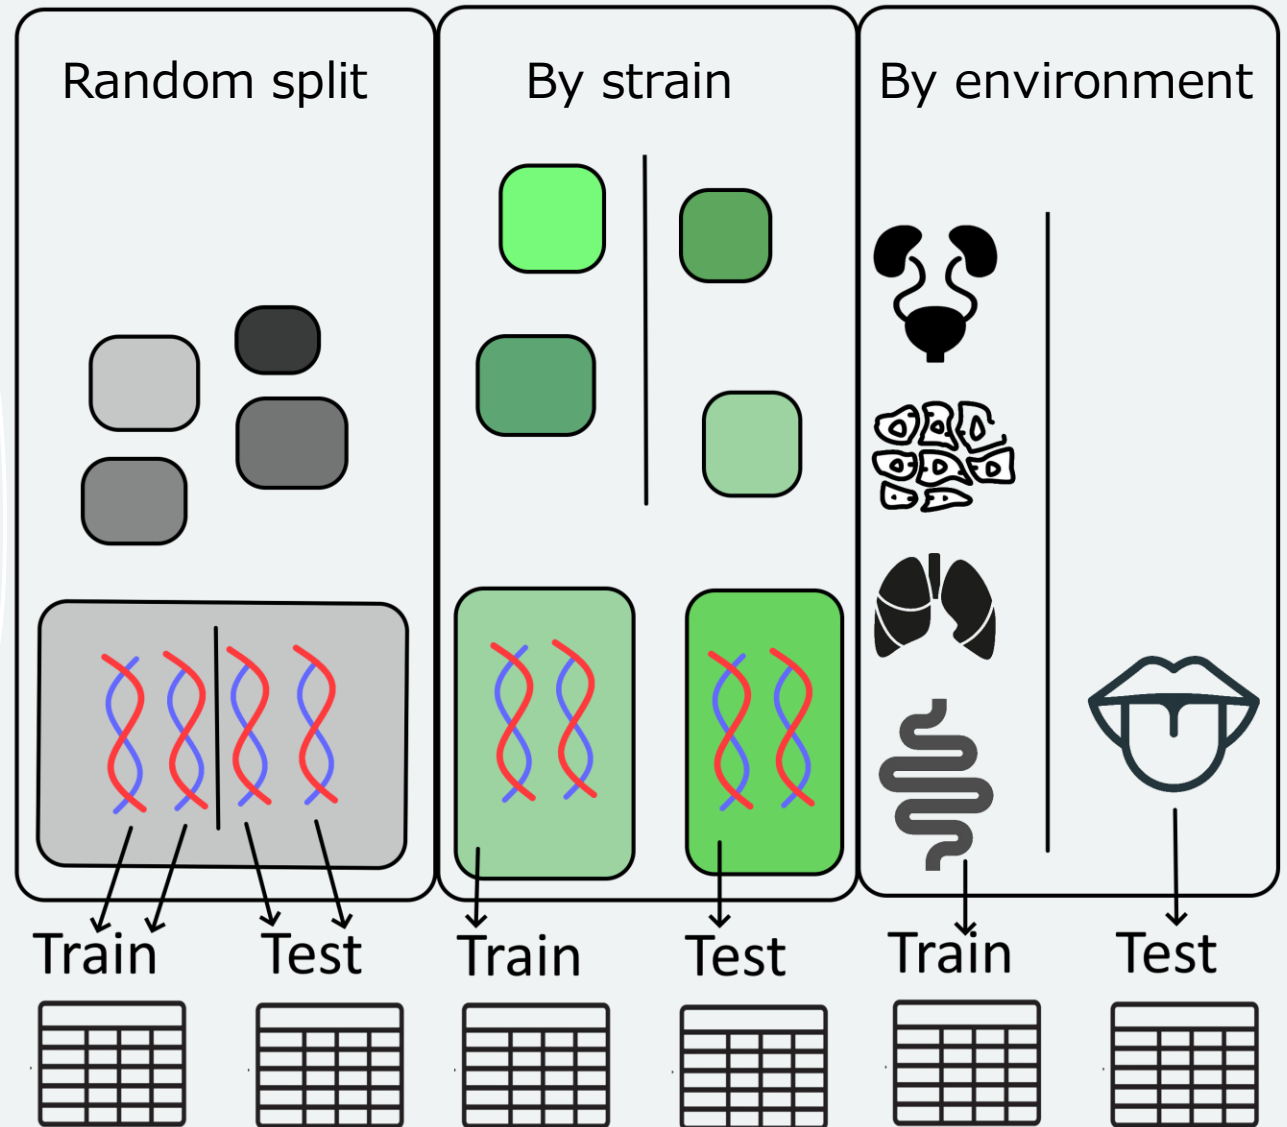 Random split
By strain
By environment
Train
Test
Train
Test
Train
Test